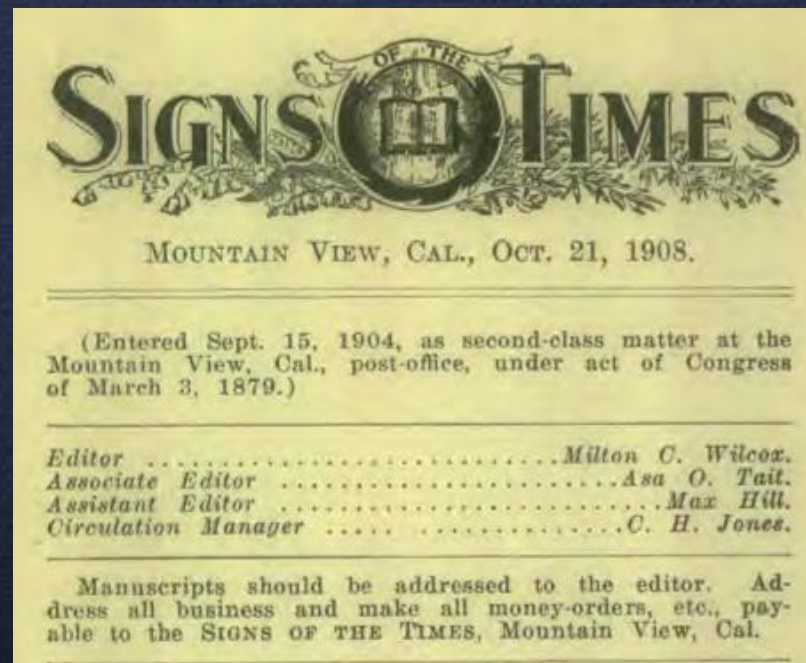 OF THE
SIGNS TIMES
MOUNTAIN VIEW, CAL., OCT. 21, 1908.
(Entered Sept. 15, 1904, as second-class matter at the
Mountain View, Cal., post-office, under act of Congress
of March 3, 1879.)
Editor ............................Milton C. Wilcox.
Associate Editor .......................Asa O. Tait.
Assistant Editor ..........................Max Hill.
Circulation Manager ..... ...............C. H. Jones.
Manuscripts should be addressed to the editor. Ad-
dress all business and make all money-orders, etc., pay-
able to the SIGNS OF THE TIMES, Mountain View, Cal.